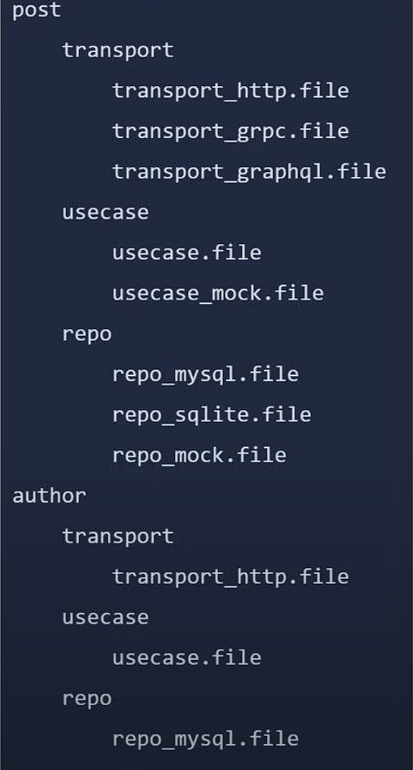 post
transport
transport_http.file
transport_grpc.file
transport_graphql.file
usecase
usecase.file
usecase_mock.file
repo
repo_mysql.file
repo_sqlite.file
repo_mock.file
author
transport
transport_http.file
usecase
usecase.file
repo
repo_mysql.file